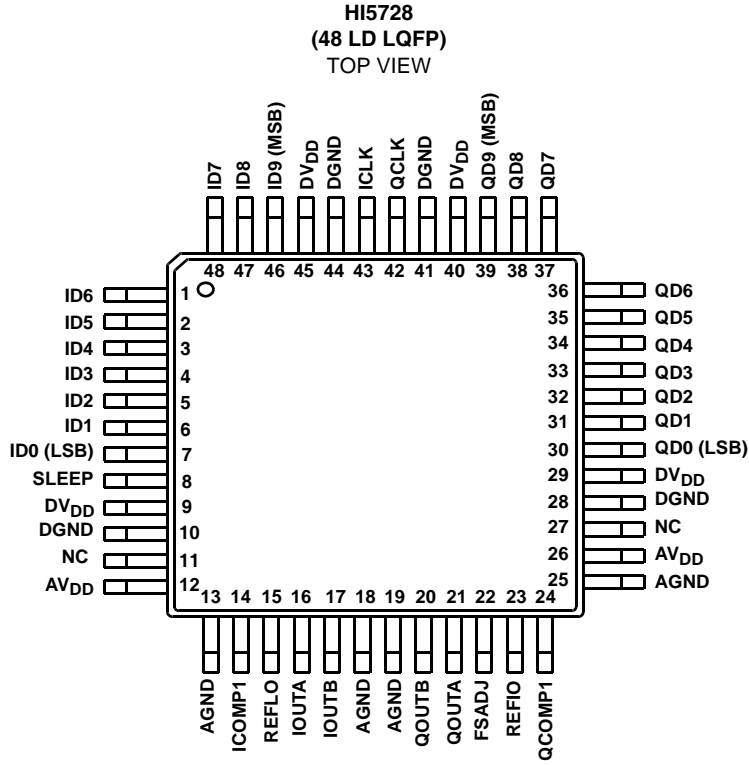 HI5728
(48 LD LQFP)
TOP VIEW
ID7
ID8
ID9 (MSB)
DVDD
DGND
ICLK
QCLK
DGND
DVDD
QD9 (MSB)
QD8
QD7
48 47 46 45 44 43 42 41 40 39 38 37
ID6 1 36 QD6
ID5 2 35 QD5
ID4 3 34 QD4
ID3 4 33 QD3
ID2 5 32 QD2
ID1 6 31 QD1
ID0 (LSB) 7 30 QD0 (LSB)
SLEEP 8 29 DVDD
DVDD 9 28 DGND
DGND 10 27 NC
NC 11 26 AVDD
AVDD 12 25 AGND
13 14 15 16 17 18 19 20 21 22 23 24
AGND
ICOMP1
REFLO
IOUTA
IOUTB
AGND
AGND
QOUTB
QOUTA
FSADJ
REFIO
QCOMP1